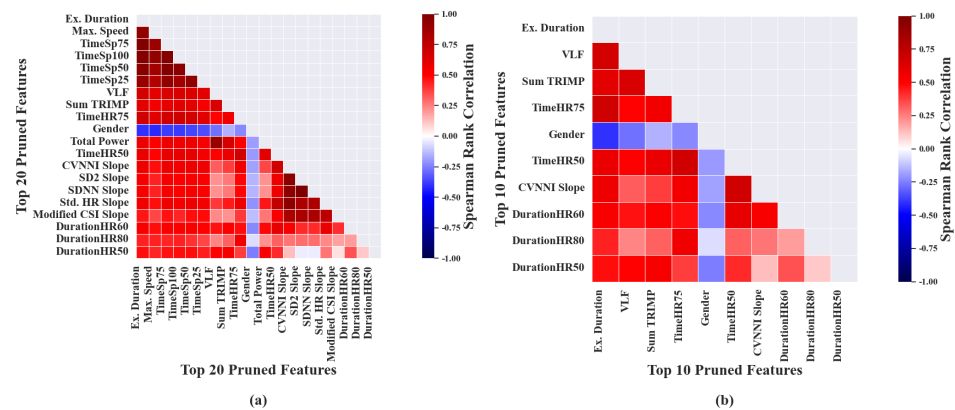 Top 20 Pruned Features
Ex. Duration
Max. Speed
TimeSp75
TimeSp100
TimeSp50
TimeSp25
VLF
Sum TRIMP
TimeHR75
Gender
Total Power
TimeHR50
CVNNI Slope
SD2 Slope
SDNN Slope
Std. HR Slope
Modified CSI Slope
DurationHR60
DurationHR80
DurationHR50
Ex. Duration
Max. Speed
TimeSp75
TimeSp100
TimeSp50
TimeSp25
VLF
Sum TRIMP
TimeHR75
Gender
Total Power
TimeHR50
CVNNI Slope
SD2 Slope
SDNN Slope
Std. HR Slope
Modified CSI Slope
DurationHR60
DurationHR80
DurationHR50
Top 20 Pruned Features
1.00
0.75
0.50
0.25
0.00
-0.25
-0.50
-0.75
-1.00
Spearman Rank Correlation
(a)
Top 10 Pruned Features
Ex. Duration
VLF
Sum TRIMP
TimeHR75
Gender
TimeHR50
CVNNI Slope
DurationHR60
DurationHR80
DurationHR50
Ex. Duration
VLF
Sum TRIMP
TimeHR75
Gender
TimeHR50
CVNNI Slope
DurationHR60
DurationHR80
DurationHR50
Top 10 Pruned Features
1.00
0.75
0.50
0.25
0.00
-0.25
-0.50
-0.75
-1.00
Spearman Rank Correlation
(b)